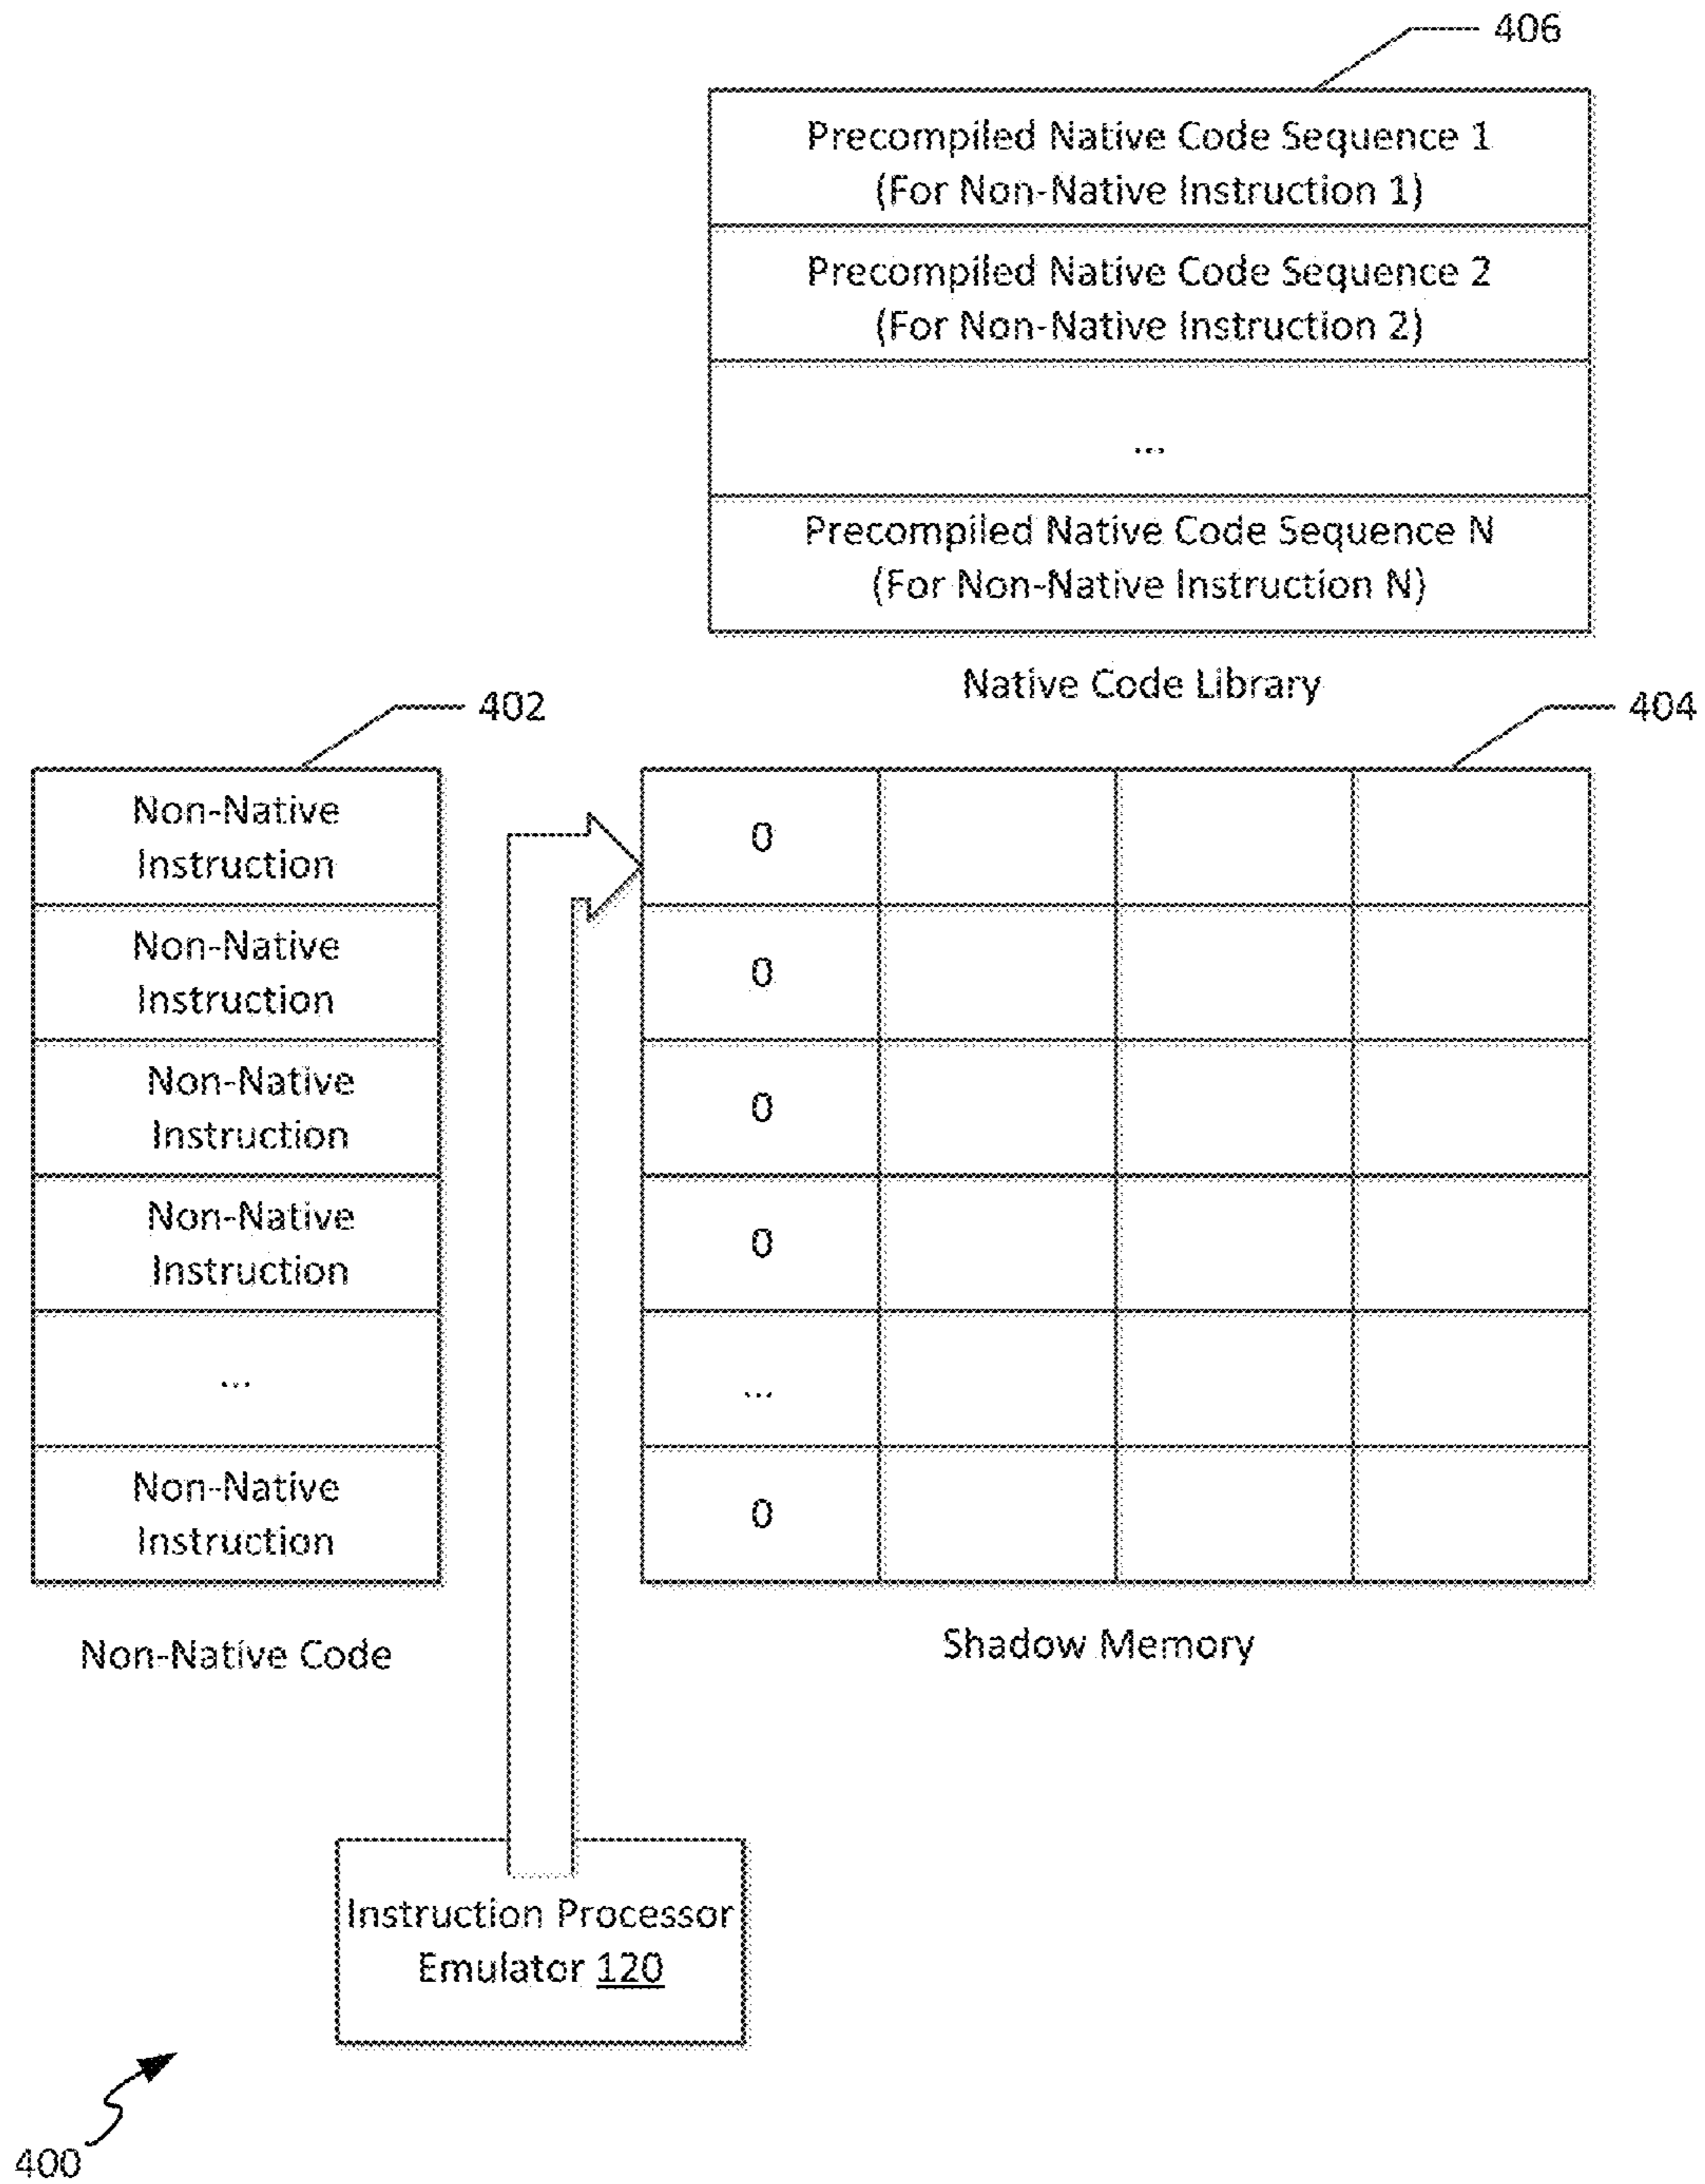 406
Precompiled Native Code Sequence 1
(For Non-Native Instruction 1)
Precompiled Native Code Sequence 2
(For Non-Native Instruction 2)
...
Precompiled Native Code Sequence N
(For Non-Native Instruction N)
Native Code Library
402
404
Non-Native
Instruction
0
Non-Native
Instruction
0
Non-Native
Instruction
0
Non-Native
Instruction
0
...
...
Non-Native
Instruction
0
Non-Native Code
Shadow Memory
Instruction Processor
Emulator 120
400